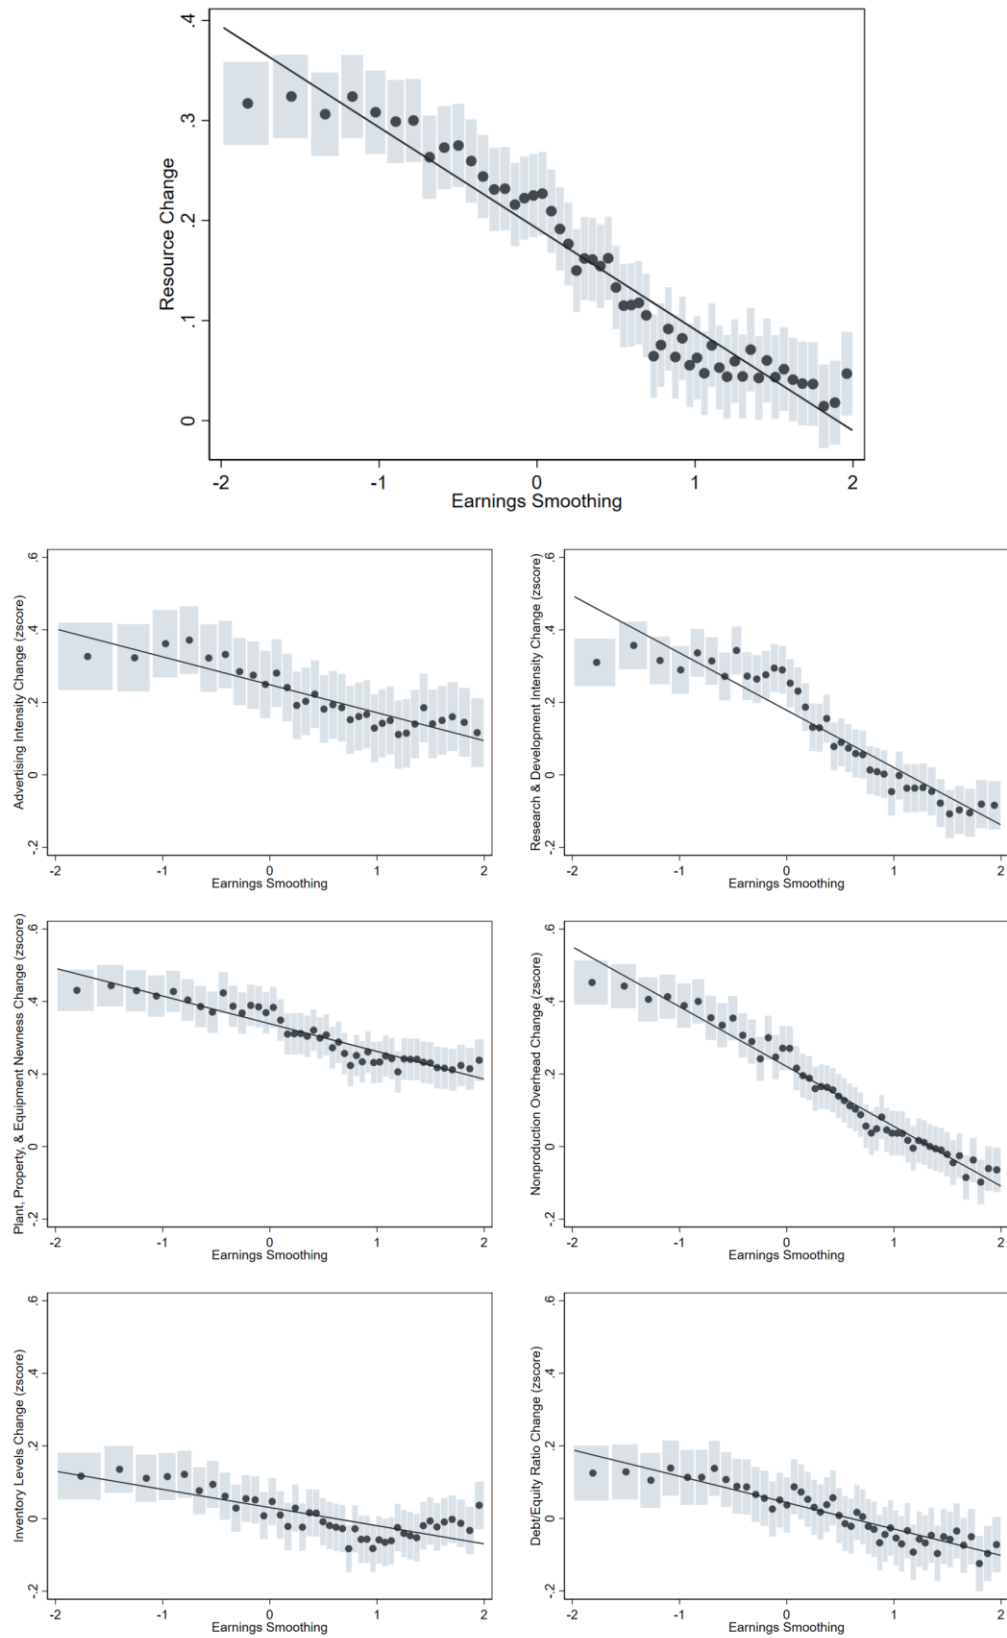 .4
.3
.2
.1
0
Resource Change
-2 -1 0 1 2
Earnings Smoothing
.6
.4
.2
0
-.2
Advertising Intensity Change (zscore)
-2 -1 0 1 2
Earnings Smoothing
.6
.4
.2
0
-.2
Research & Development Intensity Change (zscore)
-2 -1 0 1 2
Earnings Smoothing
.6
.4
.2
0
-.2
Plant, Property, & Equipment Newness Change (zscore)
-2 -1 0 1 2
Earnings Smoothing
.6
.4
.2
0
-.2
Nonproduction Overhead Change (zscore)
-2 -1 0 1 2
Earnings Smoothing
.6
.4
.2
0
-.2
Inventory Levels Change (zscore)
-2 -1 0 1 2
Earnings Smoothing
.6
.4
.2
0
-.2
Debt/Equity Ratio Change (zscore)
-2 -1 0 1 2
Earnings Smoothing